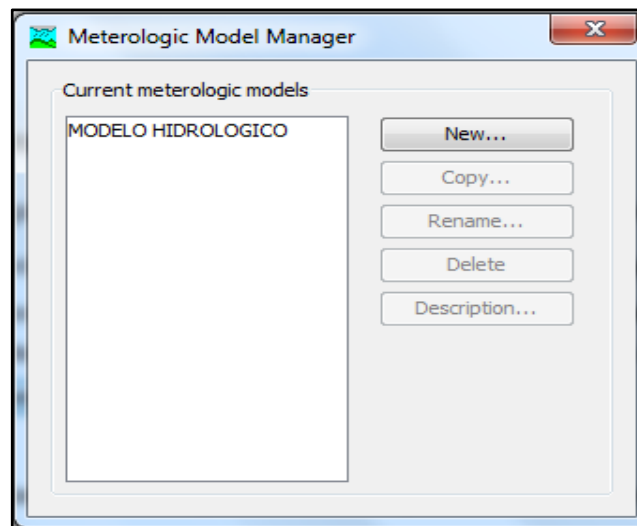 Meterologic Model Manager
Current meterologic models
MODELO HIDROLOGICO
New...
Copy...
Rename...
Delete
Description...